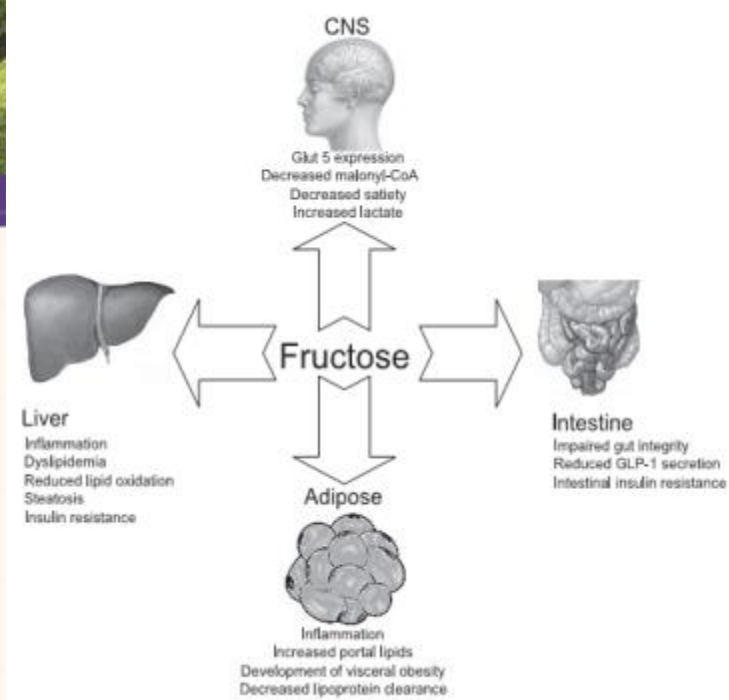 CNS
Glut 5 expression
Decreased malonyl-CoA
Decreased satiety
Increased lactate
Fructose
Liver
Inflammation
Dyslipidemia
Reduced lipid oxidation
Steatosis
Insulin resistance
Intestine
Impaired gut integrity
Reduced GLP-1 secretion
Intestinal insulin resistance
Adipose
Inflammation
Increased portal lipids
Development of visceral obesity
Decreased lipoprotein clearance